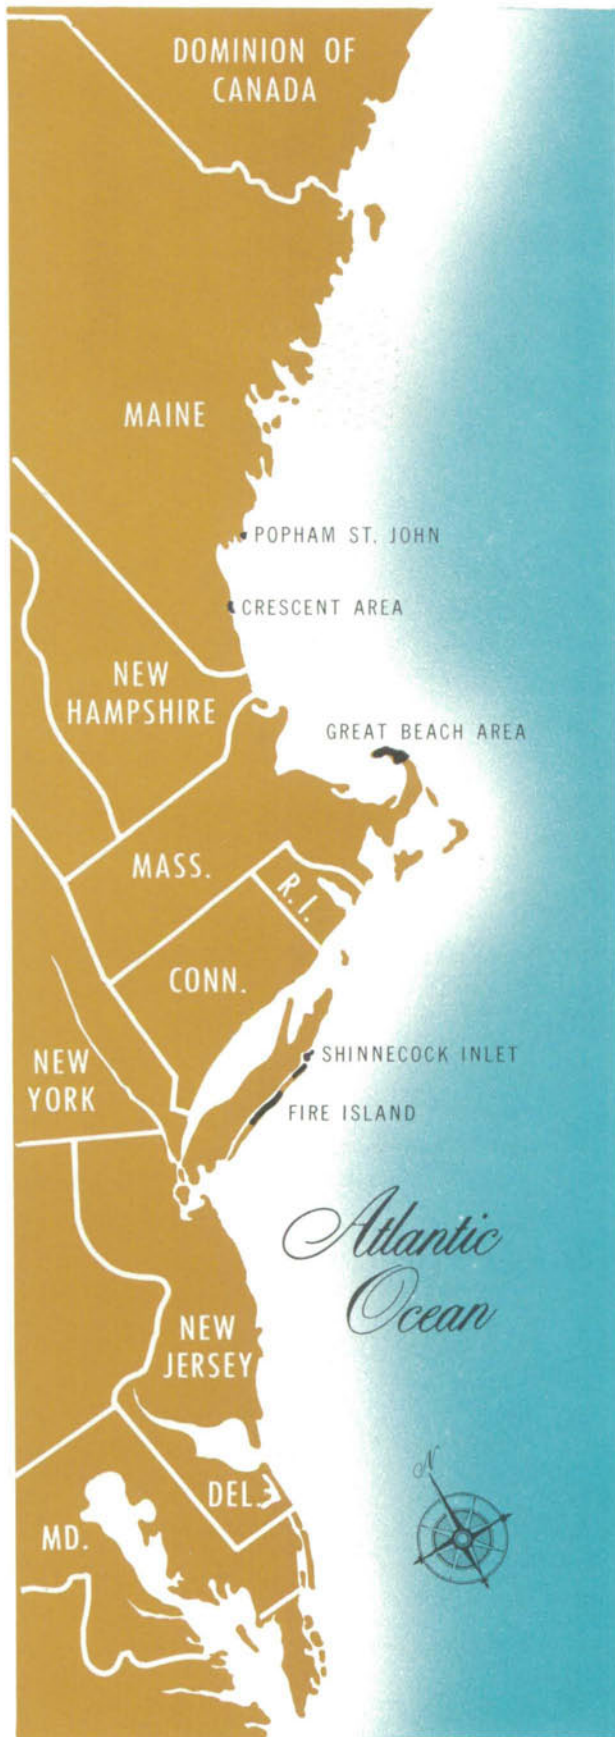 DOMINION OF
CANADA
MAINE
POPHAM ST. JOHN
CRESCENT AREA
NEW
HAMPSHIRE
GREAT BEACH AREA
MASS.
R. I.
CONN.
SHINNECOCK INLET
NEW
YORK
FIRE ISLAND
Atlantic
Ocean
NEW
JERSEY
N
DEL.
MD.